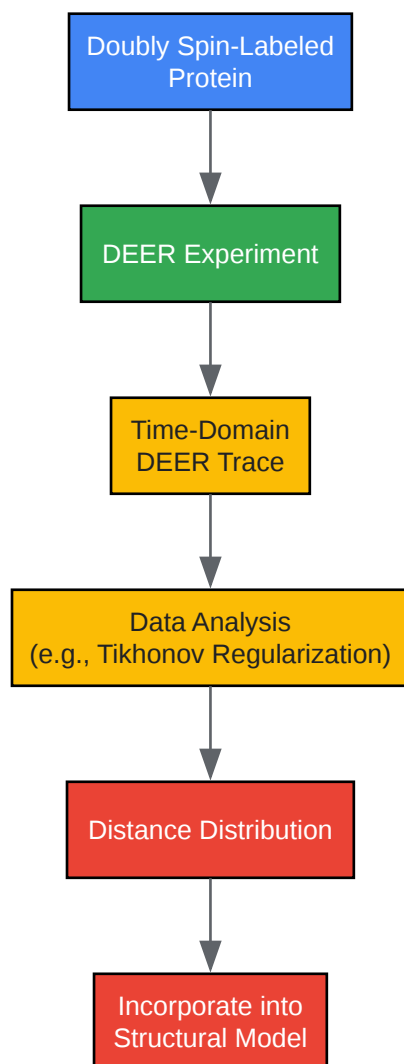 Doubly Spin-Labeled
Protein
DEER Experiment
Time-Domain
DEER Trace
Data Analysis
(e.g., Tikhonov Regularization)
Distance Distribution
Incorporate into
Structural Model